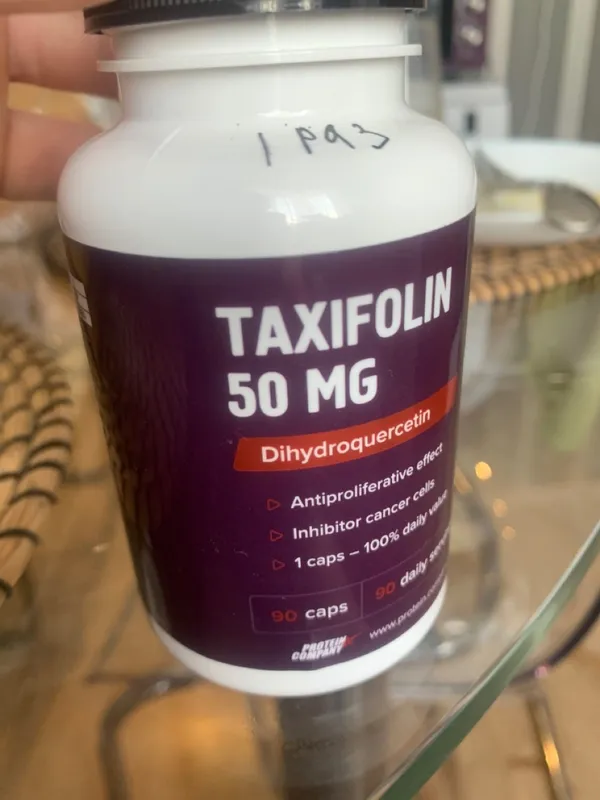 1 раз
TAXIFOLIN
50 MG
Dihydroquercetin
Antiproliferative effect
Inhibitor cancer cells
1 caps – 100% daily value
90 caps
90 daily
PROTEIN
COMPANY
www.protein